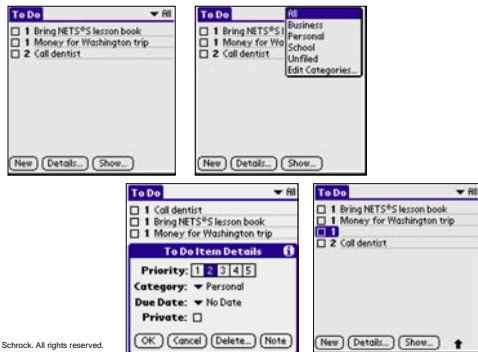 To Do ▼ All
☐ 1 Bring NETS*S lesson book
☐ 1 Money for Washington trip
☐ 2 Call dentist
New Details... Show...
To Do All
☐ 1 Bring NETS*S l
☐ 1 Money for Wa
☐ 2 Call dentist
Business
Personal
School
Unfiled
Edit Categories...
New Details... Show...
To Do ▼ All
☐ 1 Call dentist
☐ 1 Bring NETS*S lesson book
☐ 1 Money for Washington trip
To Do Item Details i
Priority: 1 2 3 4 5
Category: ▼ Personal
Due Date: ▼ No Date
Private: ☐
OK Cancel Delete... Note
To Do ▼ All
☐ 1 Bring NETS*S lesson book
☐ 1 Money for Washington trip
☐ 1
☐ 2 Call dentist
New Details... Show...
Schrock. All rights reserved.